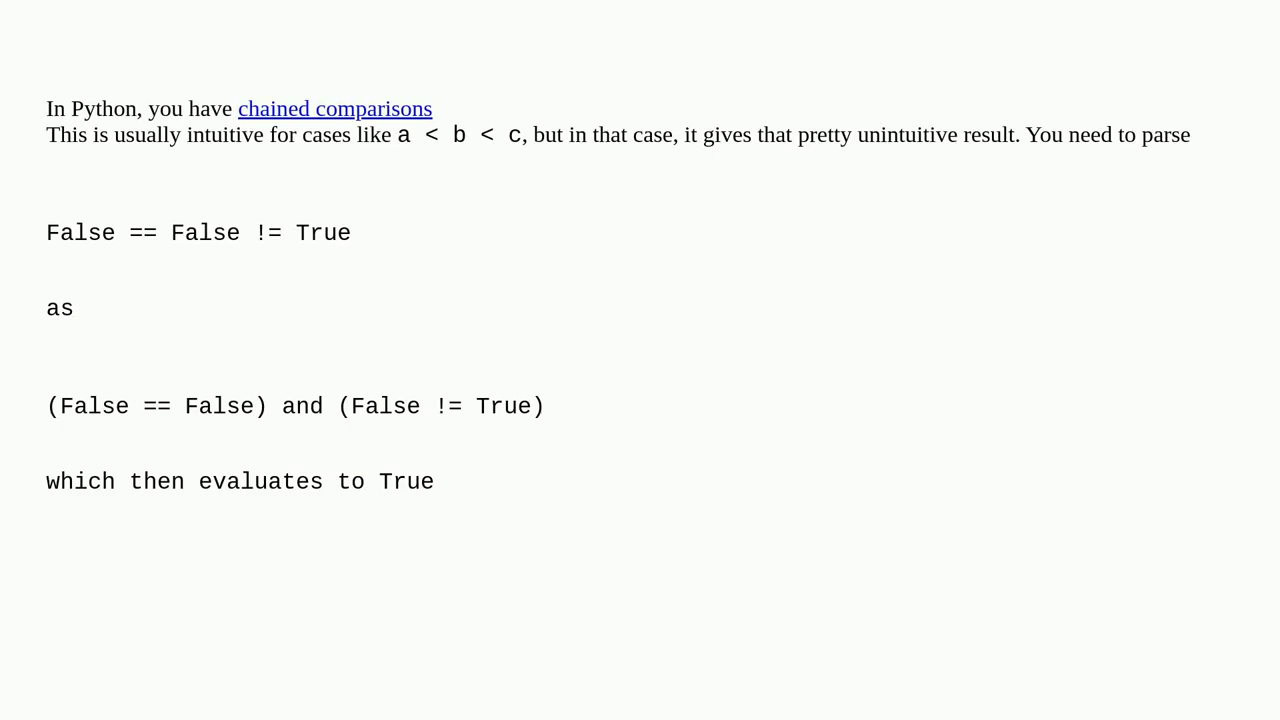 In Python, you have chained comparisons
This is usually intuitive for cases like a < b < c, but in that case, it gives that pretty unintuitive result. You need to parse
False == False != True
as
(False == False) and (False != True)
which then evaluates to True